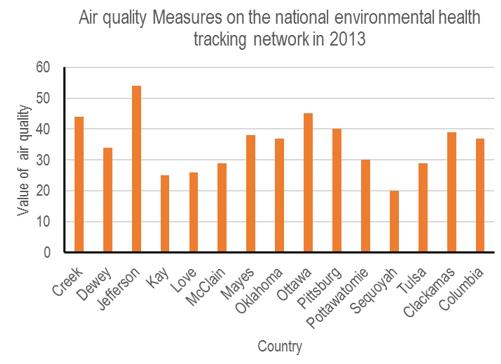 Air quality Measures on the national environmental health
tracking network in 2013
Value of air quality
60
50
40
30
20
10
0
Creek
Dewey
Jefferson
Kay
Love
McClain
Mayes
Oklahoma
Ottawa
Pittsburg
Pottawatomie
Sequoyah
Tulsa
Clackamas
Columbia
Country